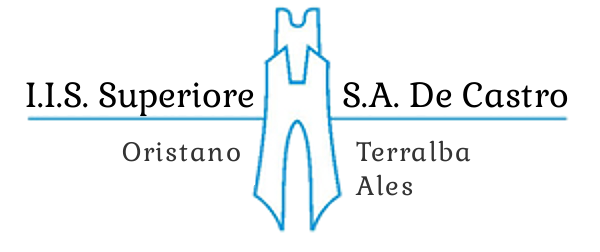 I.I.S. Superiore S.A. De Castro
Oristano Terralba
Ales